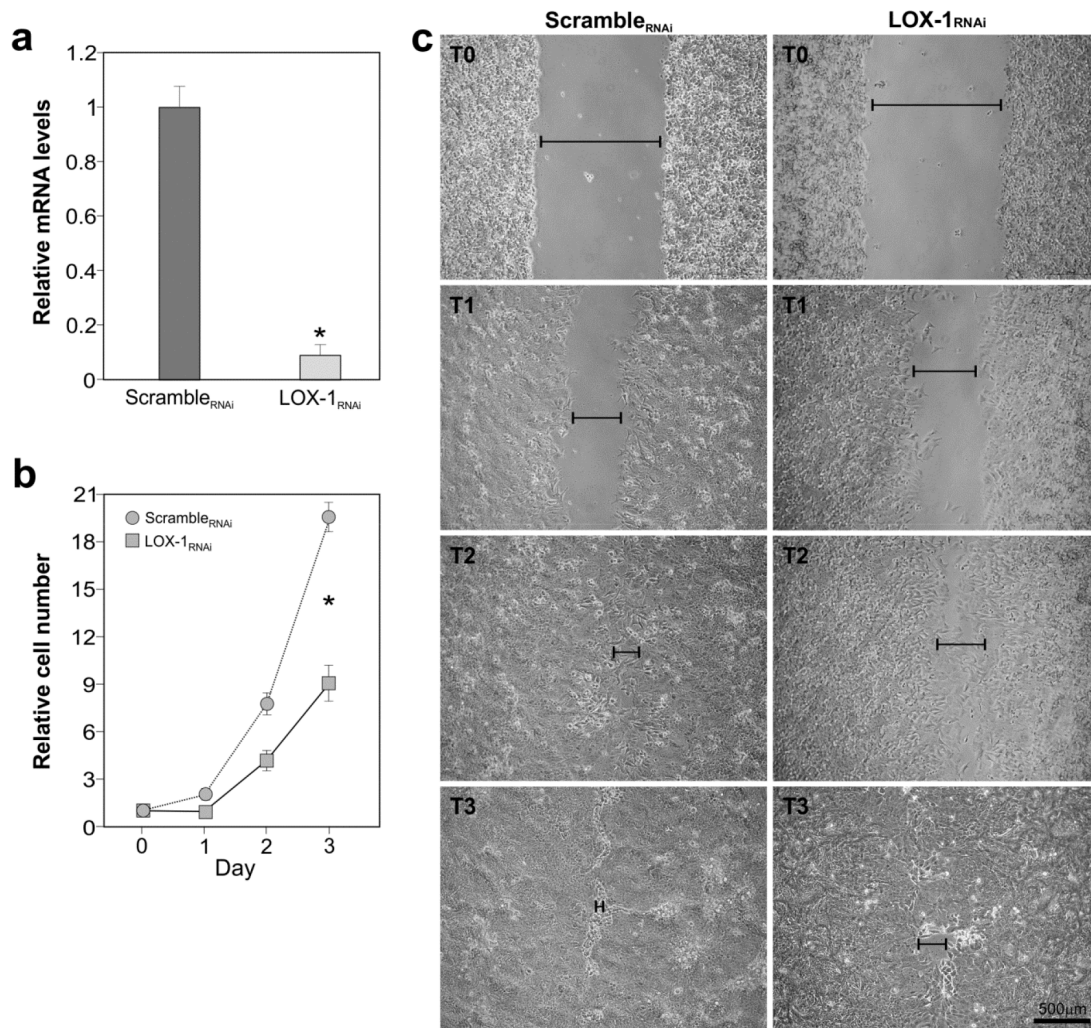 a
Relative mRNA levels
1.2
1
0.8
0.6
0.4
0.2
0
*
ScrambleRNAi
LOX-1RNAi
b
Relative cell number
21
18
15
12
9
6
3
0
ScrambleRNAi
LOX-1RNAi
*
0 1 2 3
Day
c
ScrambleRNAi
LOX-1RNAi
T0
T0
T1
T1
T2
T2
T3
T3
500µm